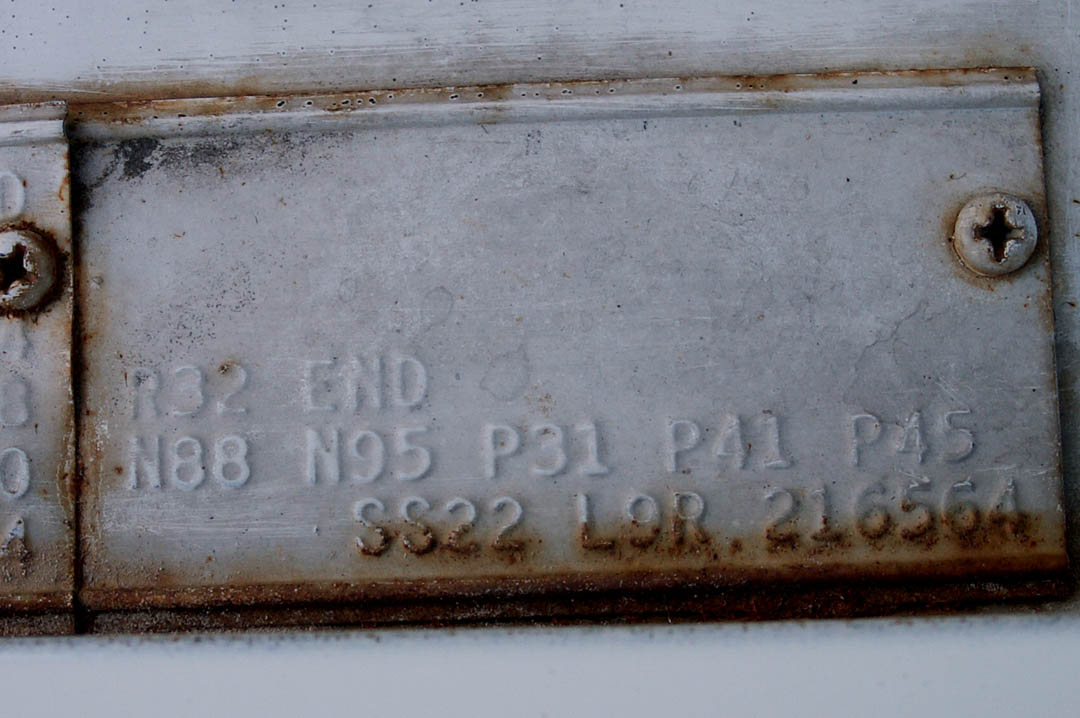 R32 END
N88 N95 P31 P41 P45
SS22 L9R 216564